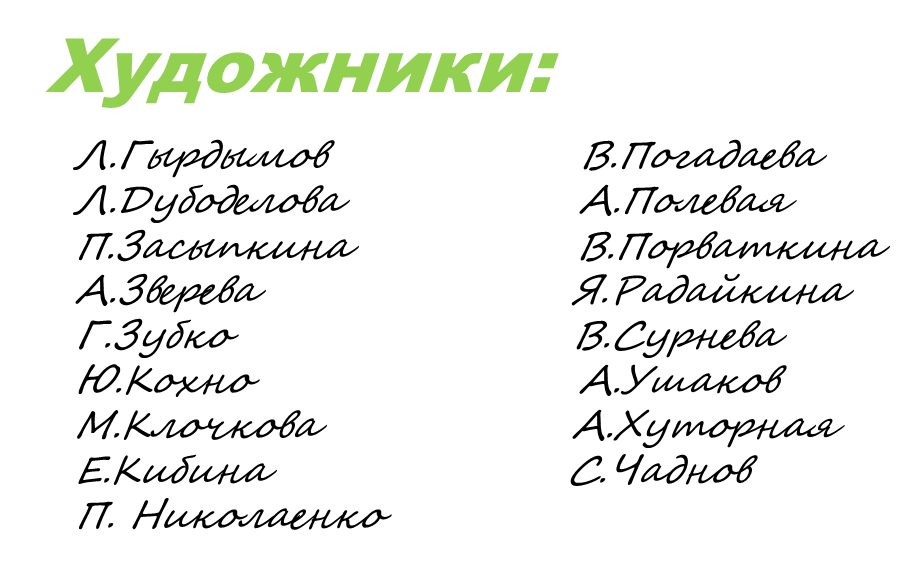 Художники:
Л.Гырдымов
Л.Дубоделова
П.Засыпкина
А.Зверева
Г.Зубко
Ю.Кохно
М.Клочкова
Е.Кибина
П. Николаенко
В.Погадаева
А.Полевая
В.Порваткина
Я.Радайкина
В.Сурнева
А.Ушаков
А.Хуторная
С.Чаднов